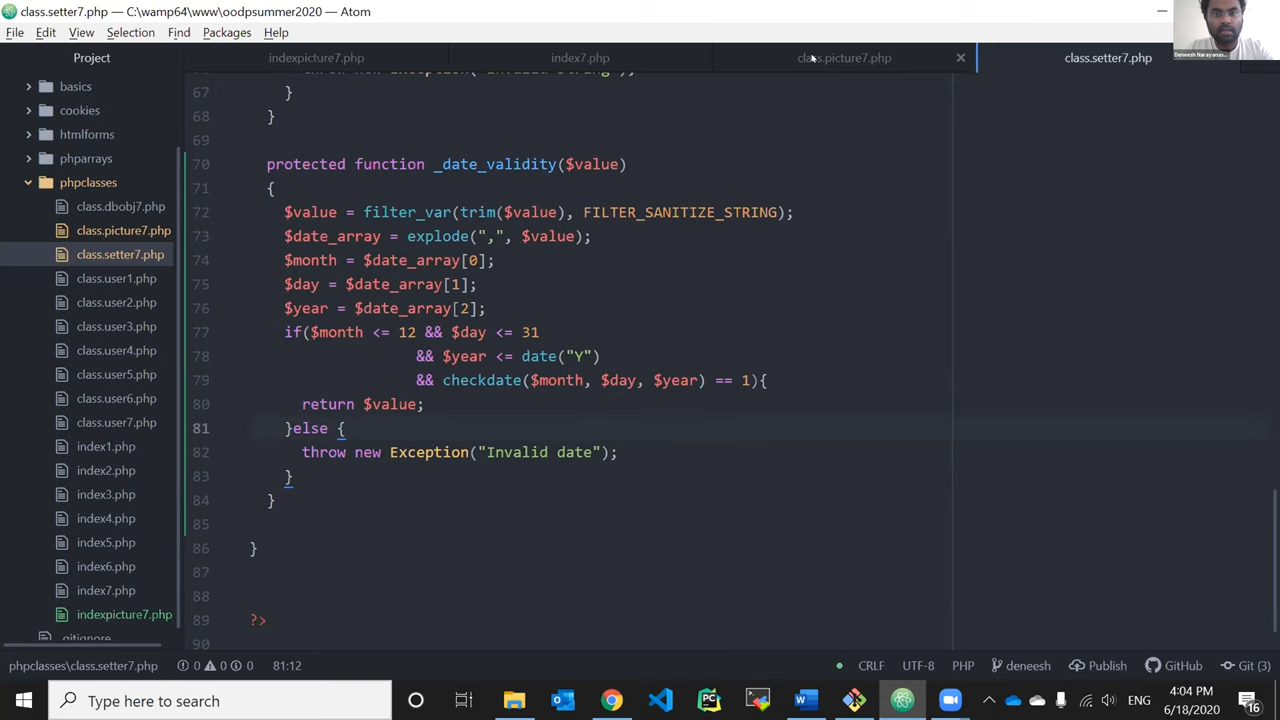 class.setter7.php — C:\wamp64\www\oodpsummer2020 — Atom
File Edit View Selection Find Packages Help
Project
indexpicture7.php index7.php class.picture7.php class.setter7.php
basics
cookies
htmlforms
phparrays
phpclasses
class.dbobj7.php
class.picture7.php
class.setter7.php
class.user1.php
class.user2.php
class.user3.php
class.user4.php
class.user5.php
class.user6.php
class.user7.php
index1.php
index2.php
index3.php
index4.php
index5.php
index6.php
index7.php
indexpicture7.php
.gitignore
67 }
68 }
69
70 protected function _date_validity($value)
71 {
72 $value = filter_var(trim($value), FILTER_SANITIZE_STRING);
73 $date_array = explode(",", $value);
74 $month = $date_array[0];
75 $day = $date_array[1];
76 $year = $date_array[2];
77 if($month <= 12 && $day <= 31
78 && $year <= date("Y")
79 && checkdate($month, $day, $year) == 1){
80 return $value;
81 }else {
82 throw new Exception("Invalid date");
83 }
84 }
85
86 }
87
88
89 ?>
90
phpclasses\class.setter7.php 0 0 0 81:12 CRLF UTF-8 PHP deneesh Publish GitHub Git (3)
Type here to search
ENG
4:04 PM
6/18/2020
16